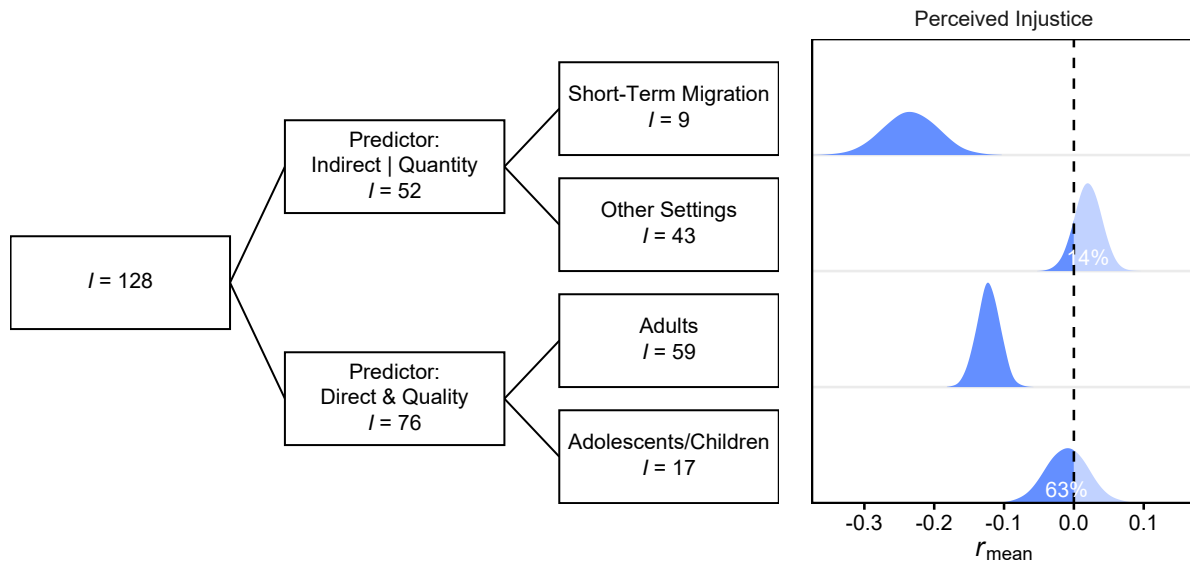 Perceived Injustice
Short-Term Migration
l = 9
Predictor:
Indirect | Quantity
l = 52
Other Settings
l = 43
14%
l = 128
Adults
l = 59
Predictor:
Direct & Quality
l = 76
Adolescents/Children
l = 17
63%
-0.3 -0.2 -0.1 0.0 0.1
r mean